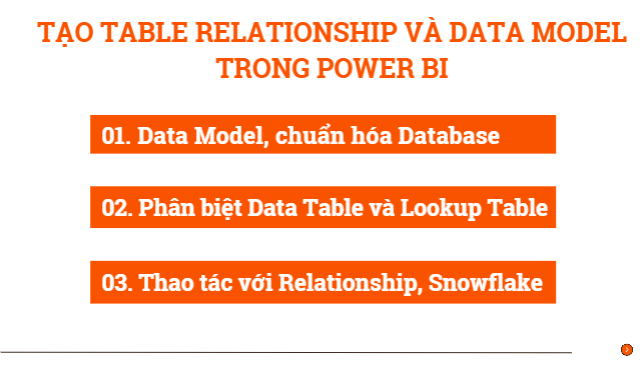 TẠO TABLE RELATIONSHIP VÀ DATA MODEL
TRONG POWER BI
01. Data Model, chuẩn hóa Database
02. Phân biệt Data Table và Lookup Table
03. Thao tác với Relationship, Snowflake